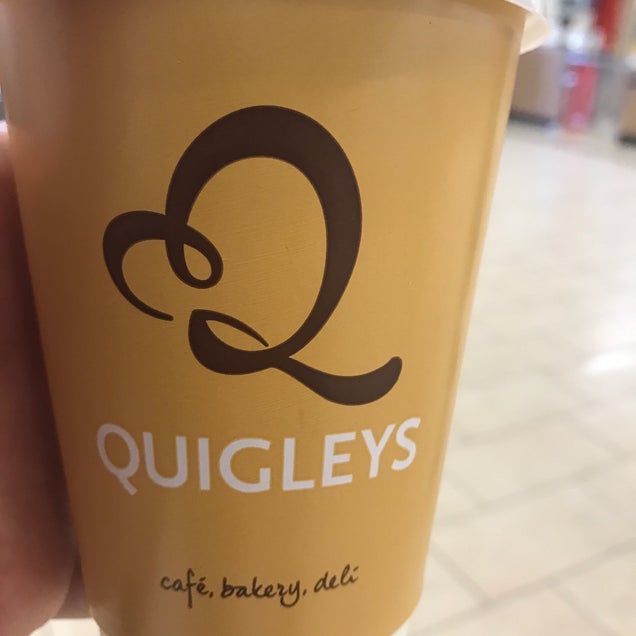 Q
QUIGLEYS
café, bakery, deli